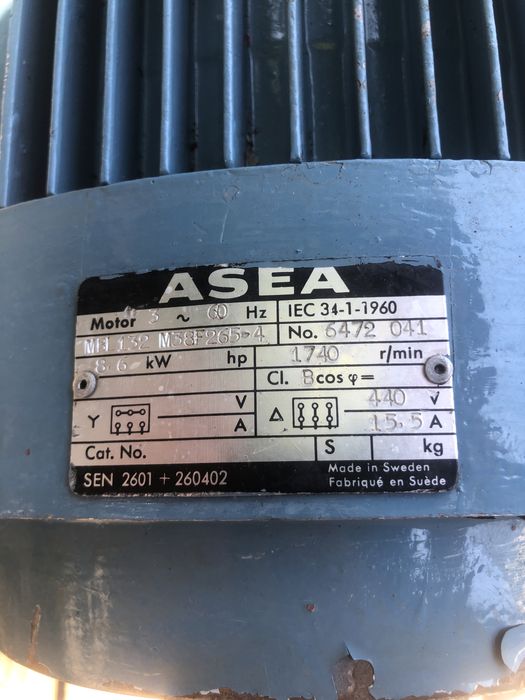 ASEA
Motor 3 ~ 60 Hz IEC 34-1-1960
132 M38F265-4 No. 6472 041
8.6 kW hp 1740 r/min
Cl. B cos φ =
Y V Δ 440 V
A 15.5 A
Cat. No. S kg
SEN 2601 + 260402 Made in Sweden
Fabriqué en Suède